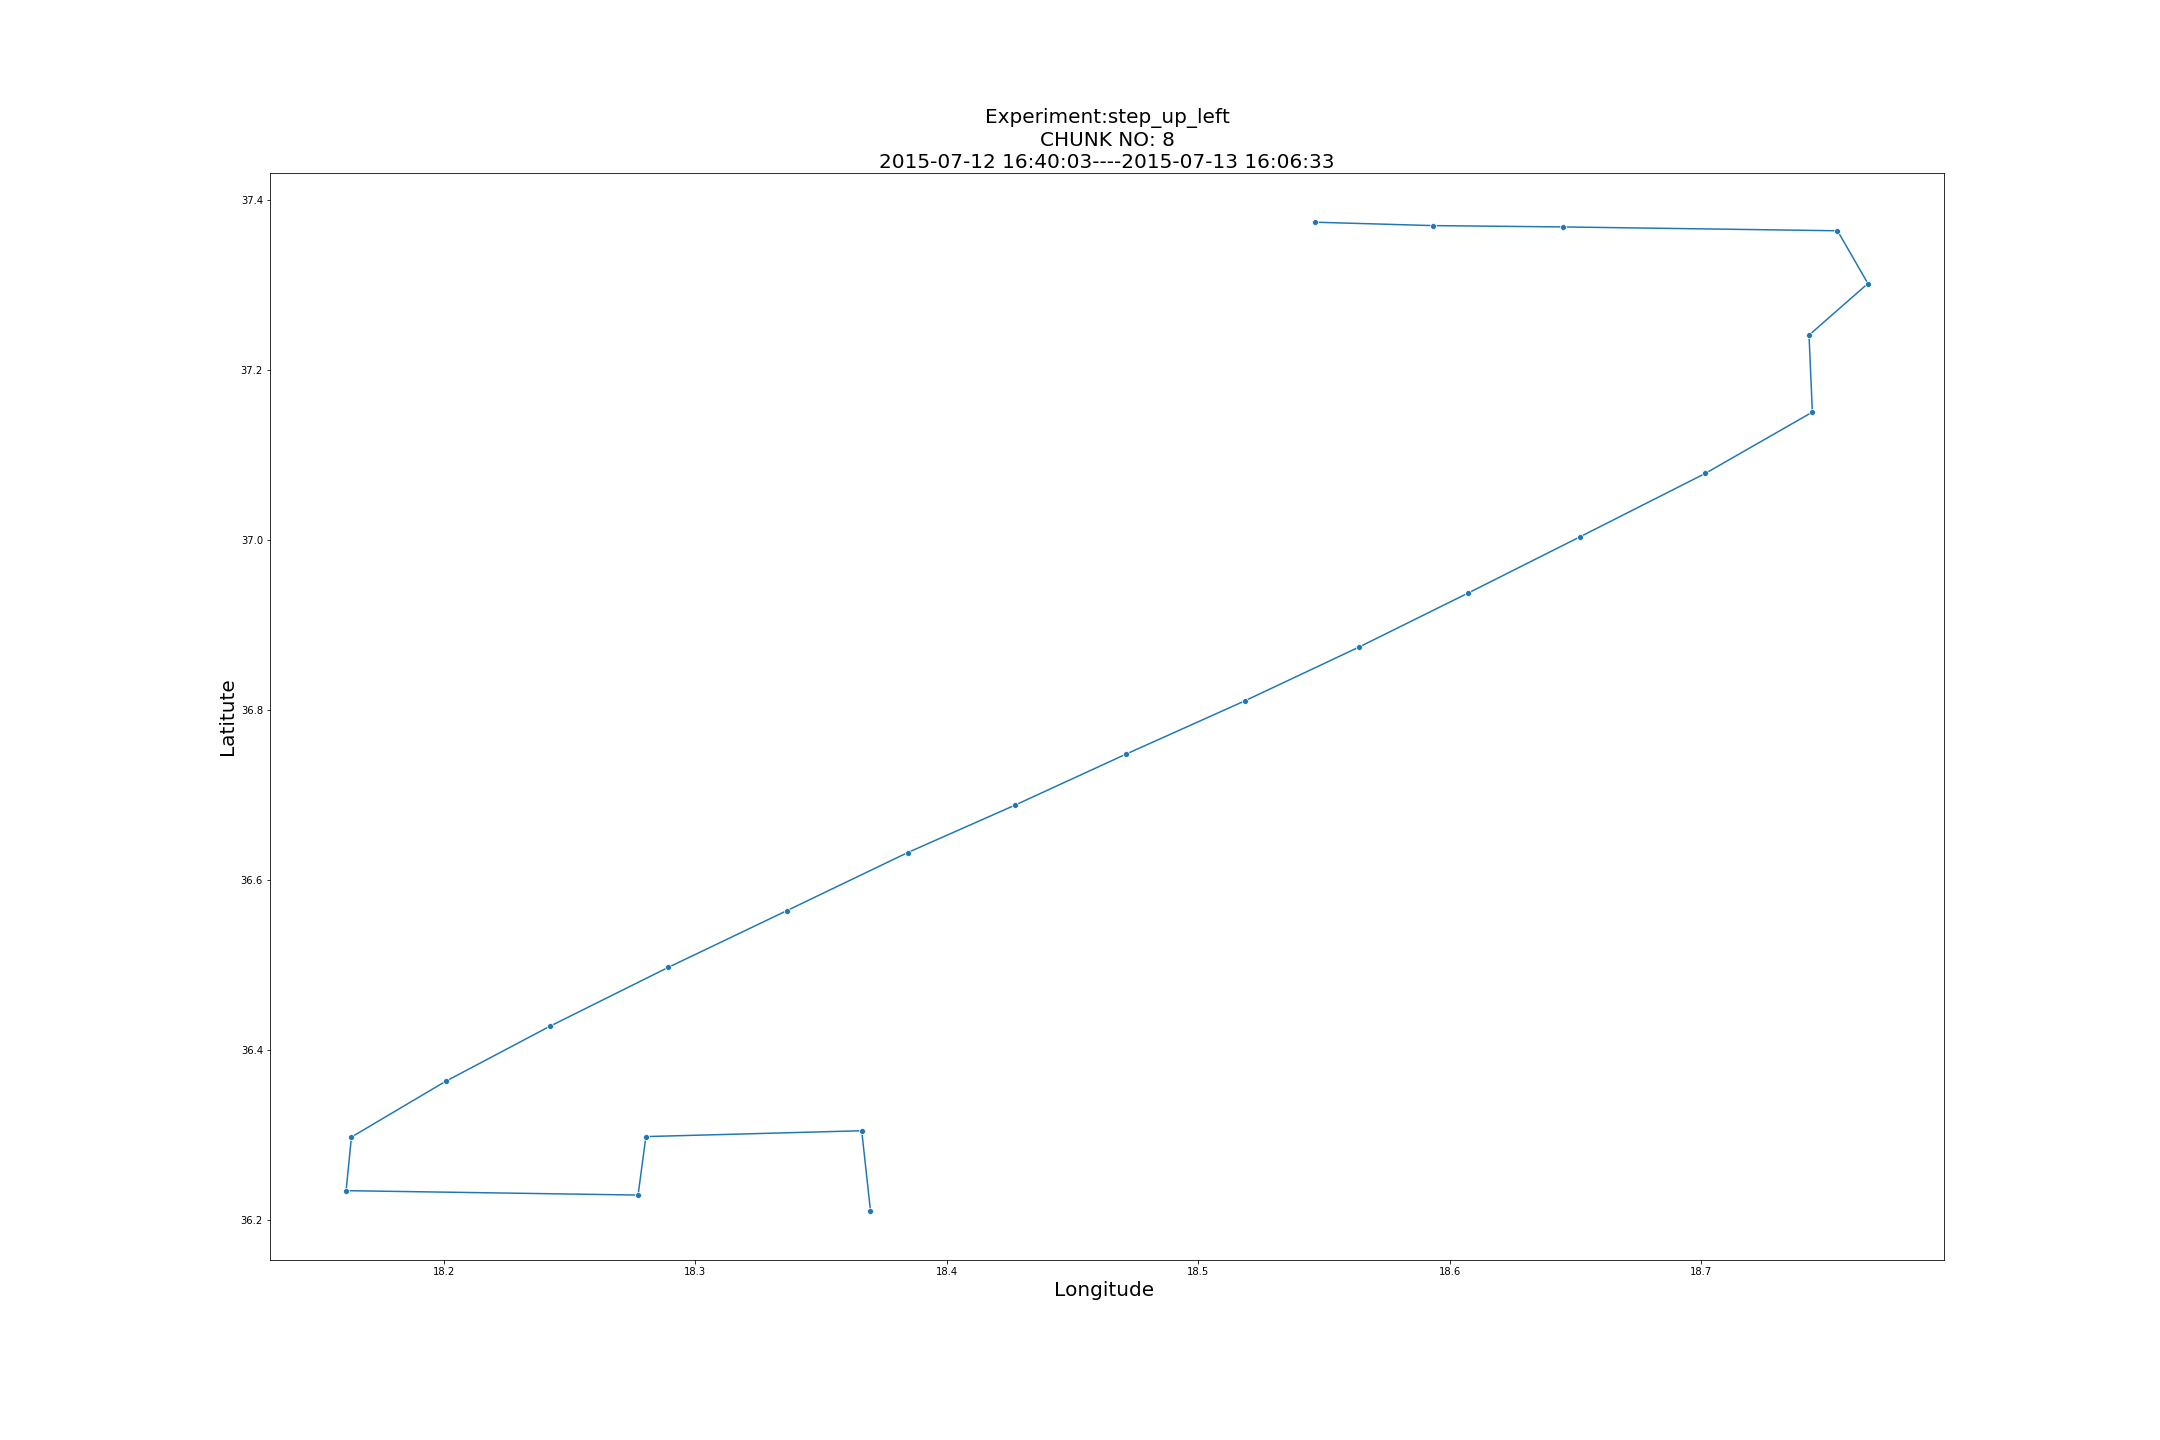 Experiment:step_up_left
CHUNK NO: 8
2015-07-12 16:40:03----2015-07-13 16:06:33
37.4
37.2
37.0
36.8
36.6
36.4
36.2
Latitute
18.2 18.3 18.4 18.5 18.6 18.7
Longitude